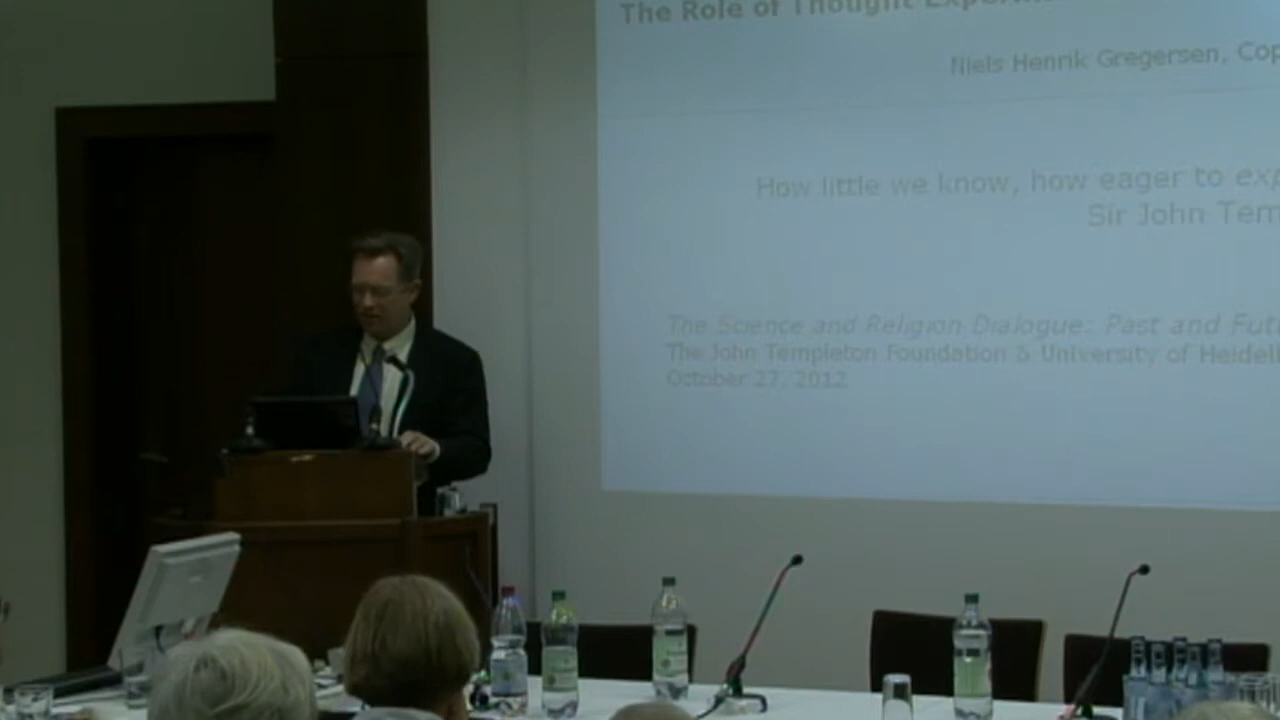 The Role of Thought
Niels Henrik Gregersen, Cop
How little we know, how eager to exp
Sir John Tem
The Science and Religion Dialogue: Past and Fut
The John Templeton Foundation & University of Heidel
October 27, 2012